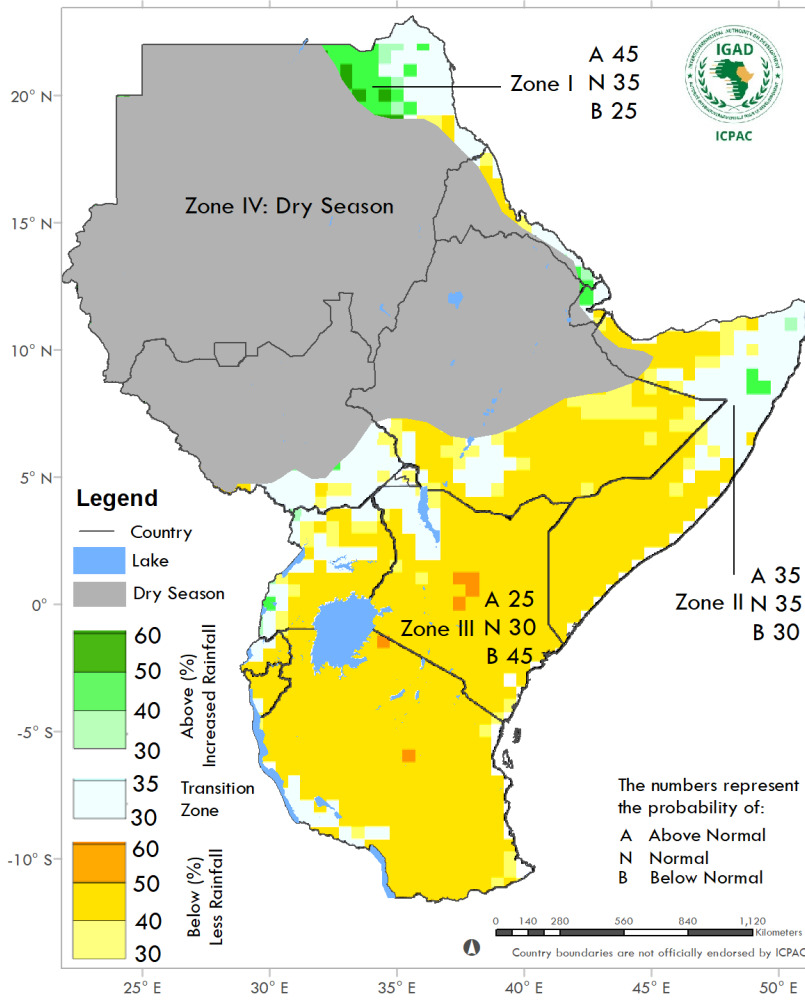 INTERGOVERNMENTAL AUTHORITY ON DEVELOPMENT
IGAD
ICPAC
A 45
Zone I N 35
B 25
20° N
Zone IV: Dry Season
15° N
10° N
5° N
Legend
Country
Lake
Dry Season
60
50
40
30
Above (%)
Increased Rainfall
35
30
Transition
Zone
60
50
40
30
Below (%)
Less Rainfall
0°
A 25
Zone III N 30
B 45
A 35
Zone II N 35
B 30
-5° S
-10° S
The numbers represent
the probability of:
A Above Normal
N Normal
B Below Normal
0 140 280 560 840 1,120
Kilometers
Country boundaries are not officially endorsed by ICPAC
25° E 30° E 35° E 40° E 45° E 50° E